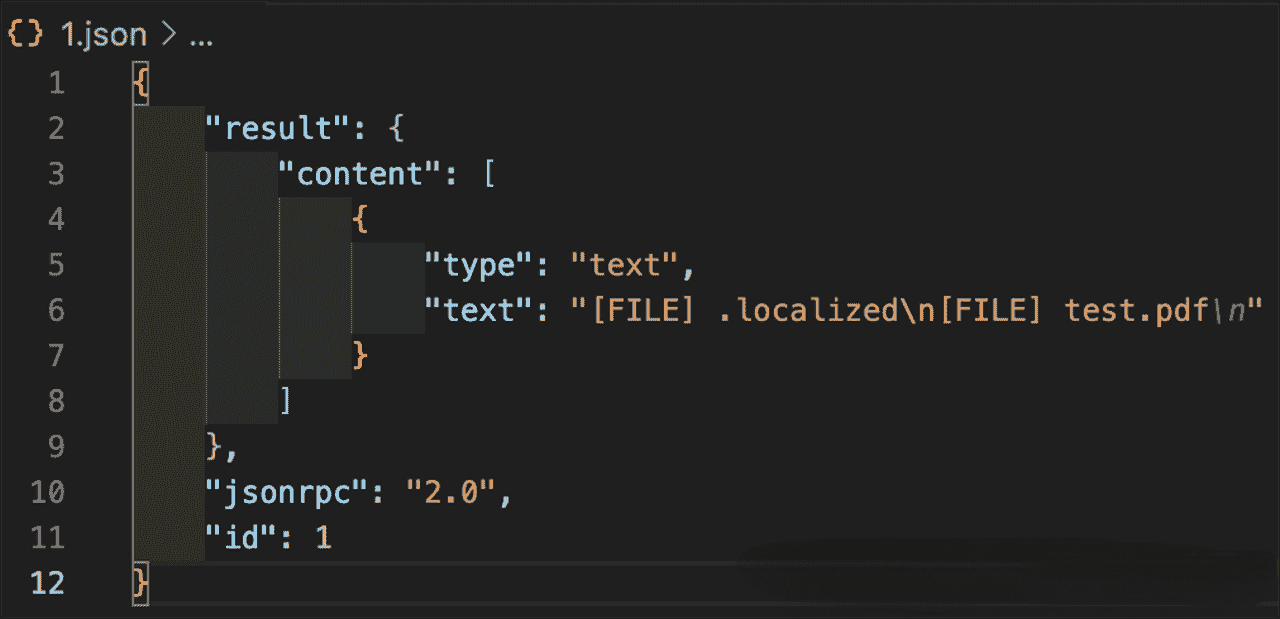 {} 1.json > ...
1 {
2 "result": {
3 "content": [
4 {
5 "type": "text",
6 "text": "[FILE] .localized\n[FILE] test.pdf\n"
7 }
8 ]
9 },
10 "jsonrpc": "2.0",
11 "id": 1
12 }